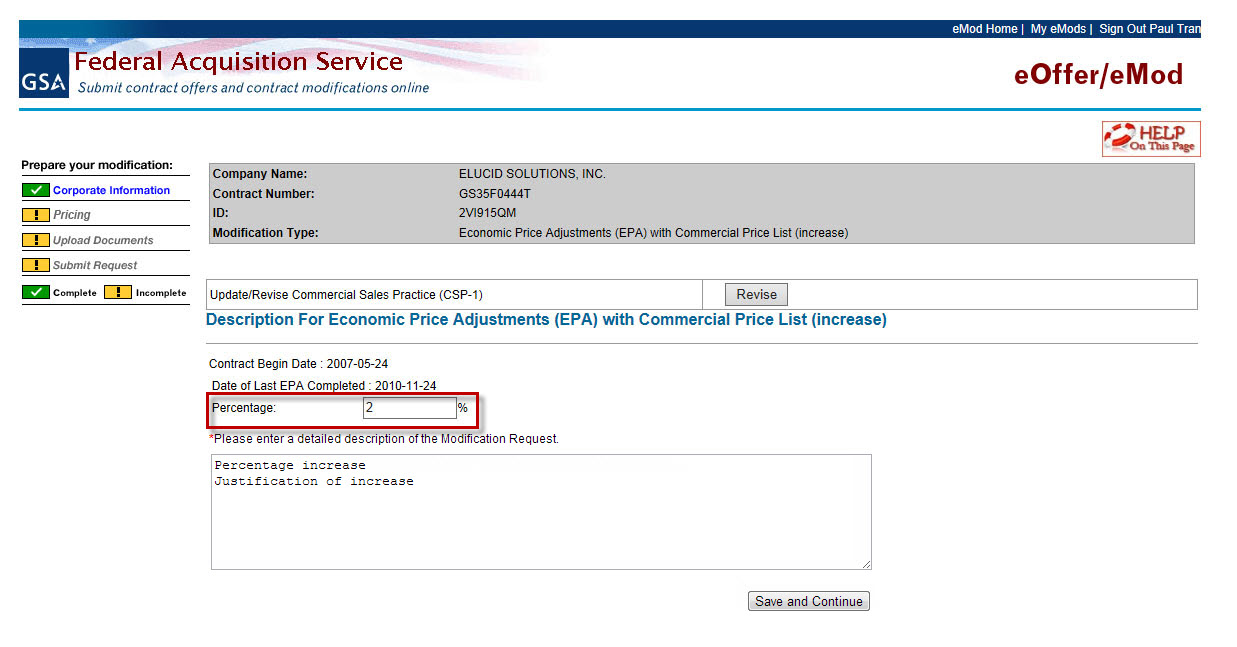 eMod Home | My eMods | Sign Out Paul Tran
GSA
Federal Acquisition Service
Submit contract offers and contract modifications online
eOffer/eMod
HELP
On This Page
Prepare your modification:
Corporate Information
Pricing
Upload Documents
Submit Request
Complete Incomplete
Company Name: ELUCID SOLUTIONS, INC.
Contract Number: GS35F0444T
ID: 2VI915QM
Modification Type: Economic Price Adjustments (EPA) with Commercial Price List (increase)
Update/Revise Commercial Sales Practice (CSP-1) Revise
Description For Economic Price Adjustments (EPA) with Commercial Price List (increase)
Contract Begin Date : 2007-05-24
Date of Last EPA Completed : 2010-11-24
Percentage: 2 %
*Please enter a detailed description of the Modification Request.
Percentage increase
Justification of increase
Save and Continue